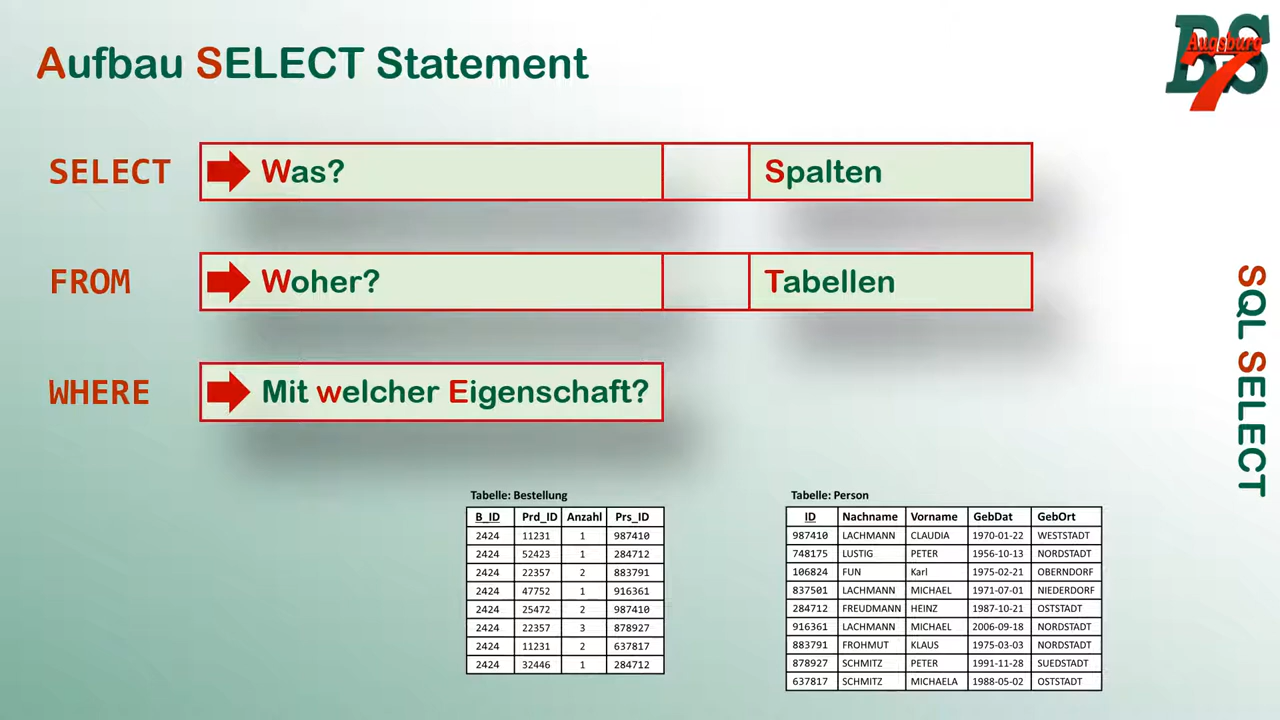 Aufbau SELECT Statement
BS
Augsburg
7
SELECT
Was?
Spalten
FROM
Woher?
Tabellen
WHERE
Mit welcher Eigenschaft?
SQL SELECT
Tabelle: Bestellung
B_ID Prd_ID Anzahl Prs_ID
2424 11231 1 987410
2424 52423 1 284712
2424 22357 2 883791
2424 47752 1 916361
2424 25472 2 987410
2424 22357 3 878927
2424 11231 2 637817
2424 32446 1 284712
Tabelle: Person
ID Nachname Vorname GebDat GebOrt
987410 LACHMANN CLAUDIA 1970-01-22 WESTSTADT
748175 LUSTIG PETER 1956-10-13 NORDSTADT
106824 FUN Karl 1975-02-21 OBERNDORF
837501 LACHMANN MICHAEL 1971-07-01 NIEDERDORF
284712 FREUDMANN HEINZ 1987-10-21 OSTSTADT
916361 LACHMANN MICHAEL 2006-09-18 NORDSTADT
883791 FROHMUT KLAUS 1975-03-03 NORDSTADT
878927 SCHMITZ PETER 1991-11-28 SUEDSTADT
637817 SCHMITZ MICHAELA 1988-05-02 OSTSTADT